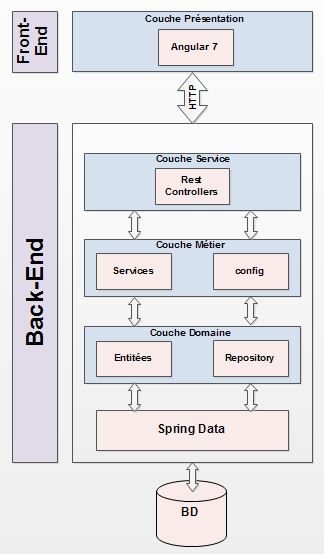 Front-
End
Couche Présentation
Angular 7
HTTP
Back-End
Couche Service
Rest
Controllers
Couche Métier
Services
config
Couche Domaine
Entitées
Repository
Spring Data
BD